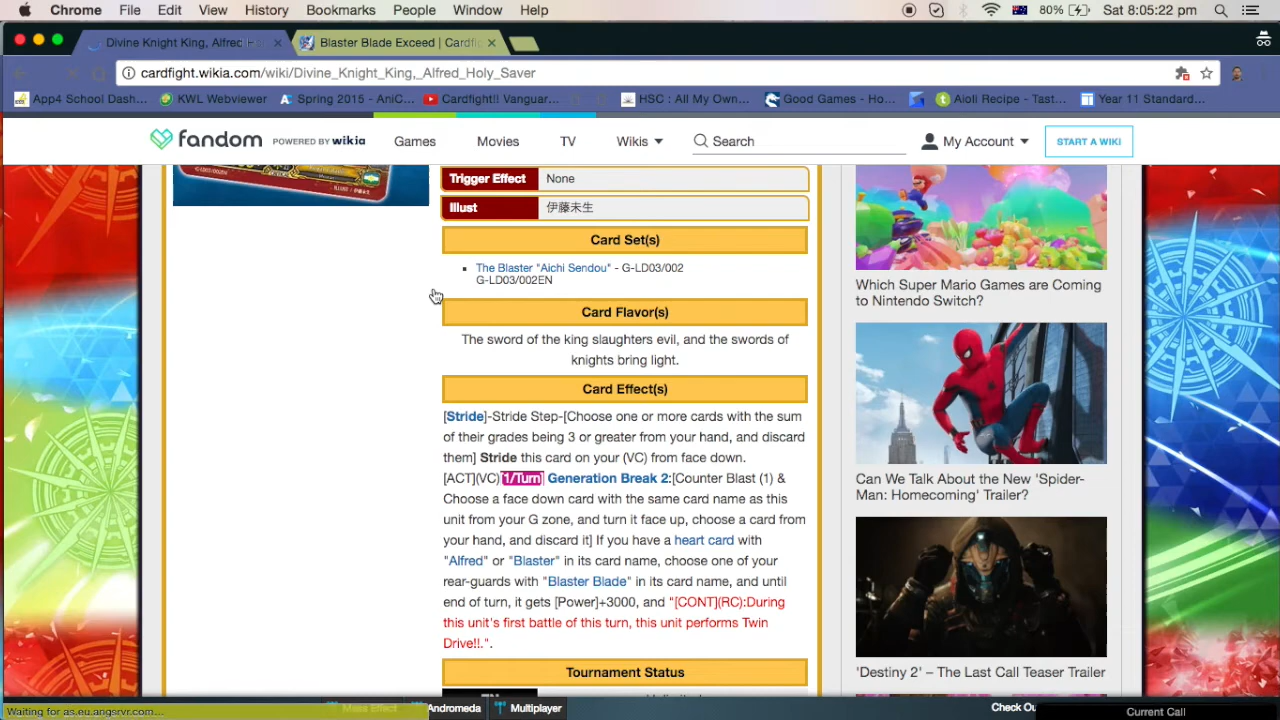 Chrome File Edit View History Bookmarks People Window Help 80% Sat 8:05:22 pm
Divine Knight King, Alfred Ho × Blaster Blade Exceed | Cardfi ×
cardfight.wikia.com/wiki/Divine_Knight_King,_Alfred_Holy_Saver
App4 School Dash... KWL Webviewer Spring 2015 - AniC... Cardfight!! Vanguar... HSC : All My Own... Good Games - Ho... Aioli Recipe - Tast... Year 11 Standard...
fandom POWERED BY wikia Games Movies TV Wikis Search My Account START A WIKI
Trigger Effect None
Illust 伊藤未生
Card Set(s)
The Blaster "Aichi Sendou" - G-LD03/002
G-LD03/002EN
Card Flavor(s)
The sword of the king slaughters evil, and the swords of
knights bring light.
Card Effect(s)
[Stride]-Stride Step-[Choose one or more cards with the sum
of their grades being 3 or greater from your hand, and discard
them] Stride this card on your (VC) from face down.
[ACT](VC)[1/Turn] Generation Break 2:[Counter Blast (1) &
Choose a face down card with the same card name as this
unit from your G zone, and turn it face up, choose a card from
your hand, and discard it] If you have a heart card with
"Alfred" or "Blaster" in its card name, choose one of your
rear-guards with "Blaster Blade" in its card name, and until
end of turn, it gets [Power]+3000, and "[CONT](RC):During
this unit's first battle of this turn, this unit performs Twin
Drive!!.".
Tournament Status
Which Super Mario Games are Coming
to Nintendo Switch?
Can We Talk About the New 'Spider-
Man: Homecoming' Trailer?
'Destiny 2' – The Last Call Teaser Trailer
Waiting for as.eu.angsrvr.com...
Mass Effect Andromeda Multiplayer Check Ou
Current Call